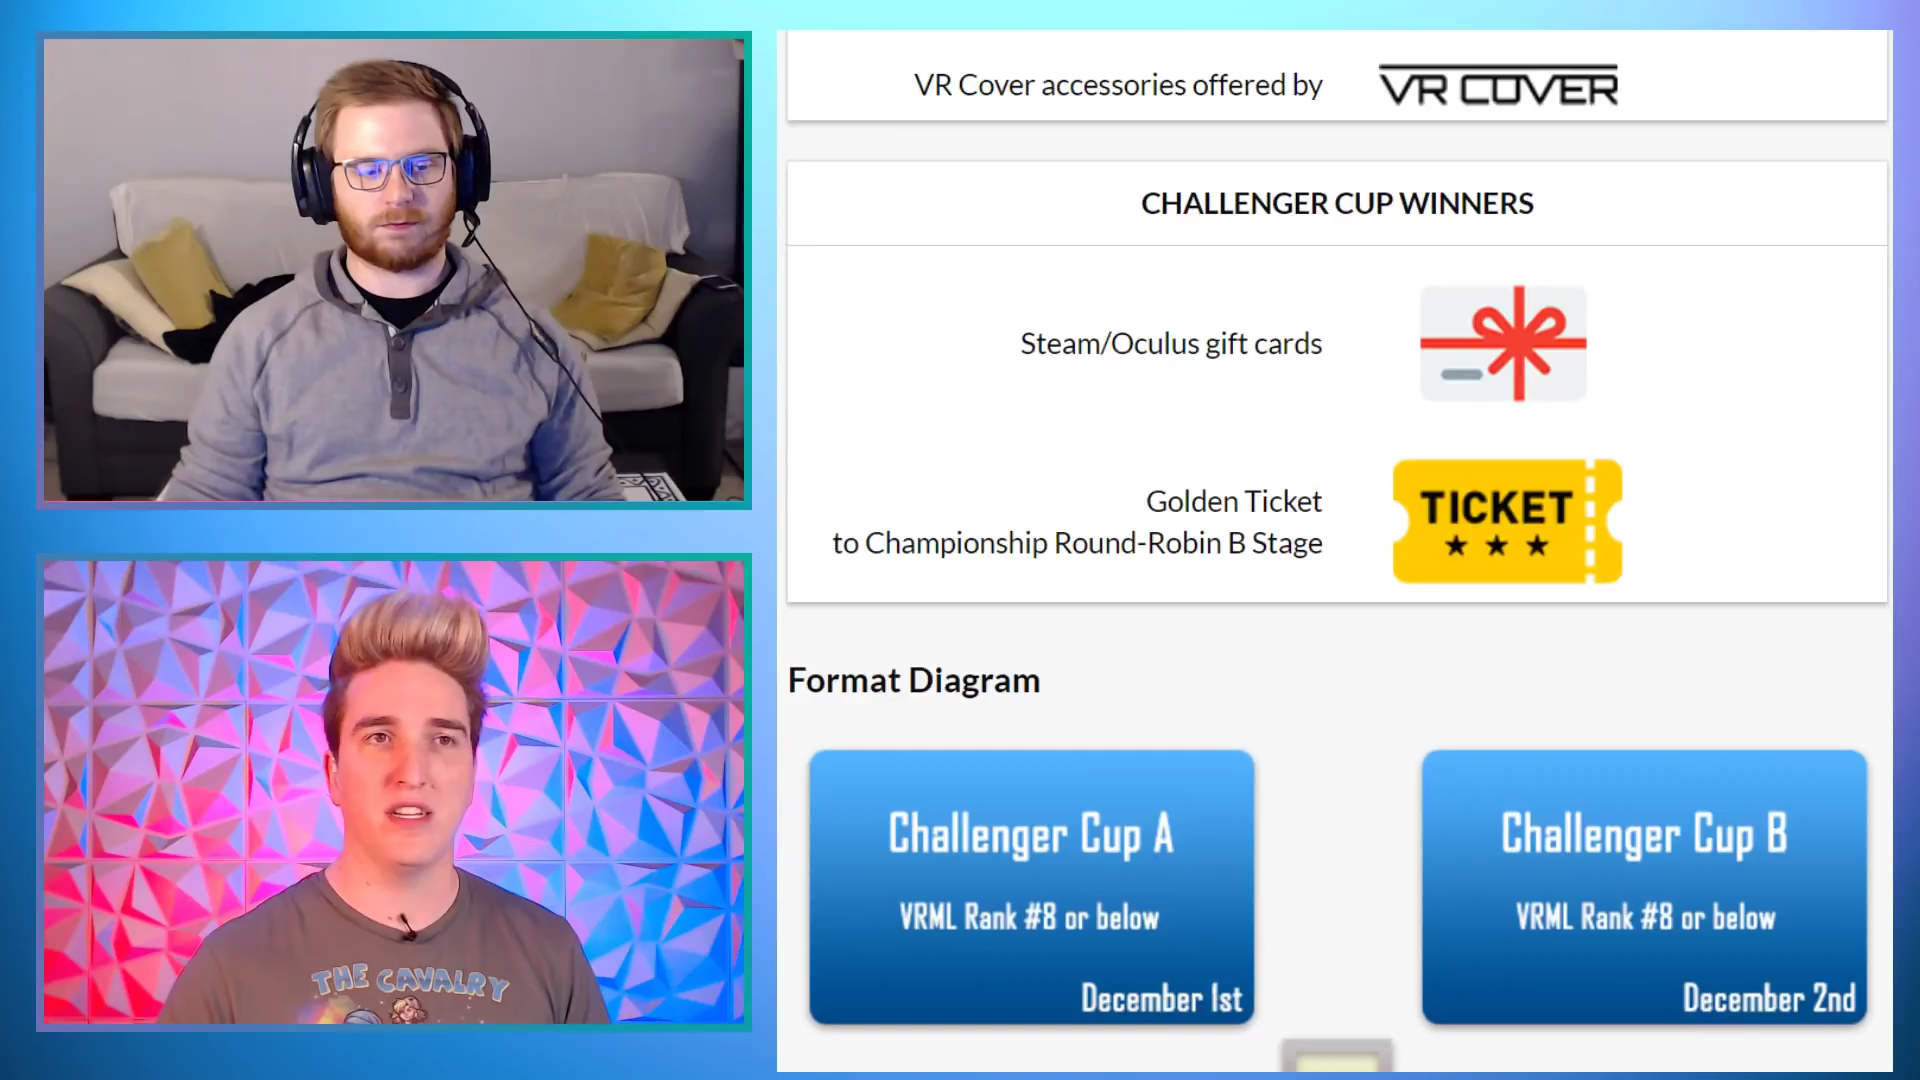 VR Cover accessories offered by
VR COVER
CHALLENGER CUP WINNERS
Steam/Oculus gift cards
Golden Ticket
to Championship Round-Robin B Stage
TICKET
Format Diagram
Challenger Cup A
VRML Rank #8 or below
December 1st
Challenger Cup B
VRML Rank #8 or below
December 2nd
THE CAVALRY